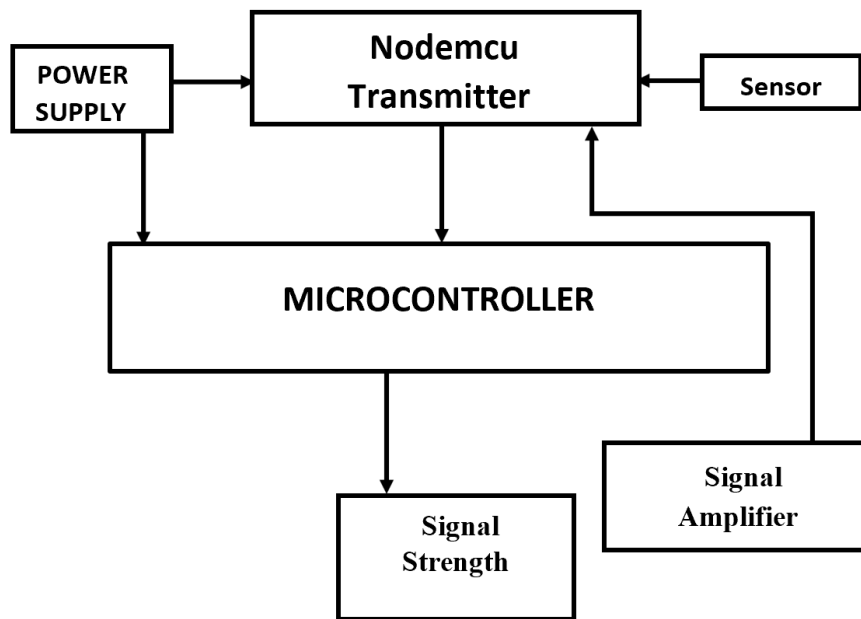 Nodemcu
Transmitter
POWER
SUPPLY
Sensor
MICROCONTROLLER
Signal
Amplifier
Signal
Strength